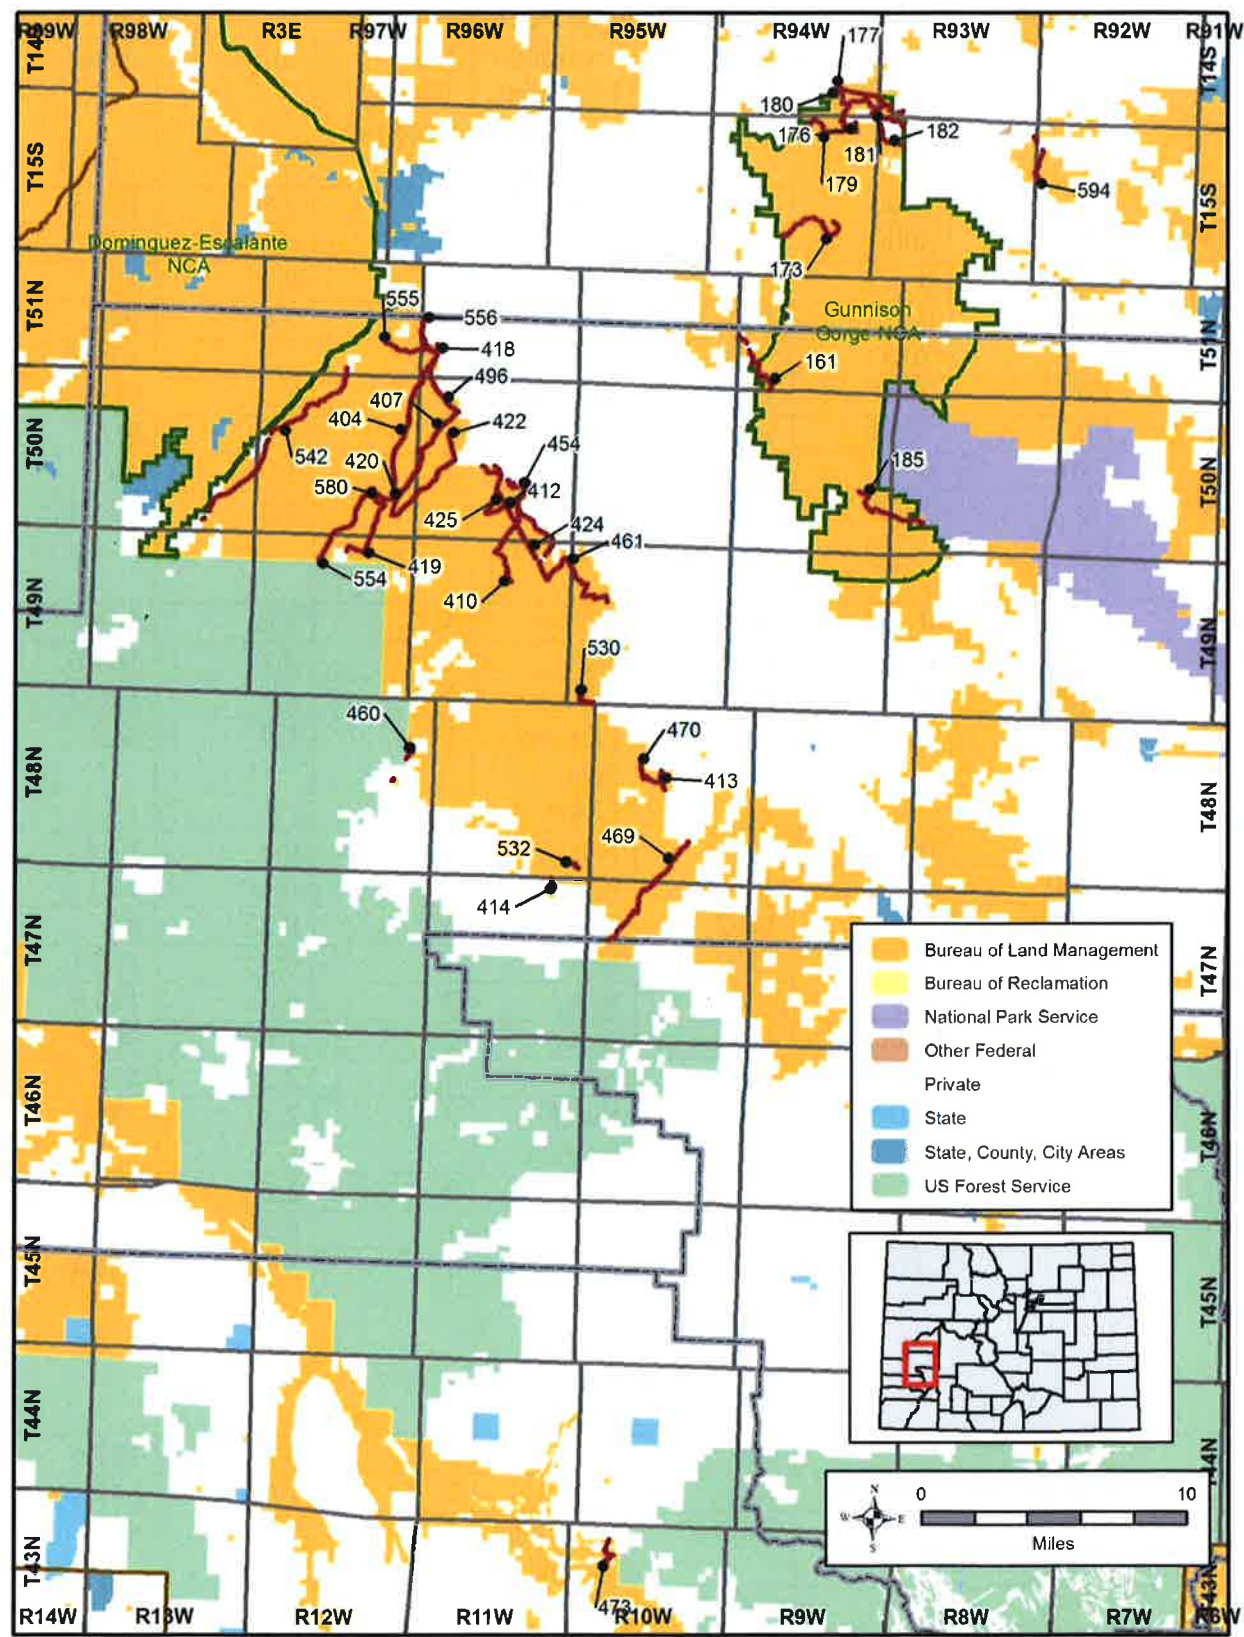 R99W R98W R3E R97W R96W R95W R94W R93W R92W R91W
T14S
T14S
177
180
176
181
182
179
594
T15S
T15S
173
Dominguez-Escalante
NCA
T51N
T51N
555
556
418
496
Gunnison
Gorge NCA
161
407
404
422
T50N
T50N
542
420
454
580
412
425
185
424
461
419
554
410
T49N
T49N
530
460
470
413
T48N
T48N
469
532
414
T47N
T47N
Bureau of Land Management
Bureau of Reclamation
National Park Service
Other Federal
Private
State
State, County, City Areas
US Forest Service
T46N
T46N
T45N
T45N
T44N
T44N
N
W E
S
0 10
Miles
T43N
T43N
473
R14W R13W R12W R11W R10W R9W R8W R7W R6W